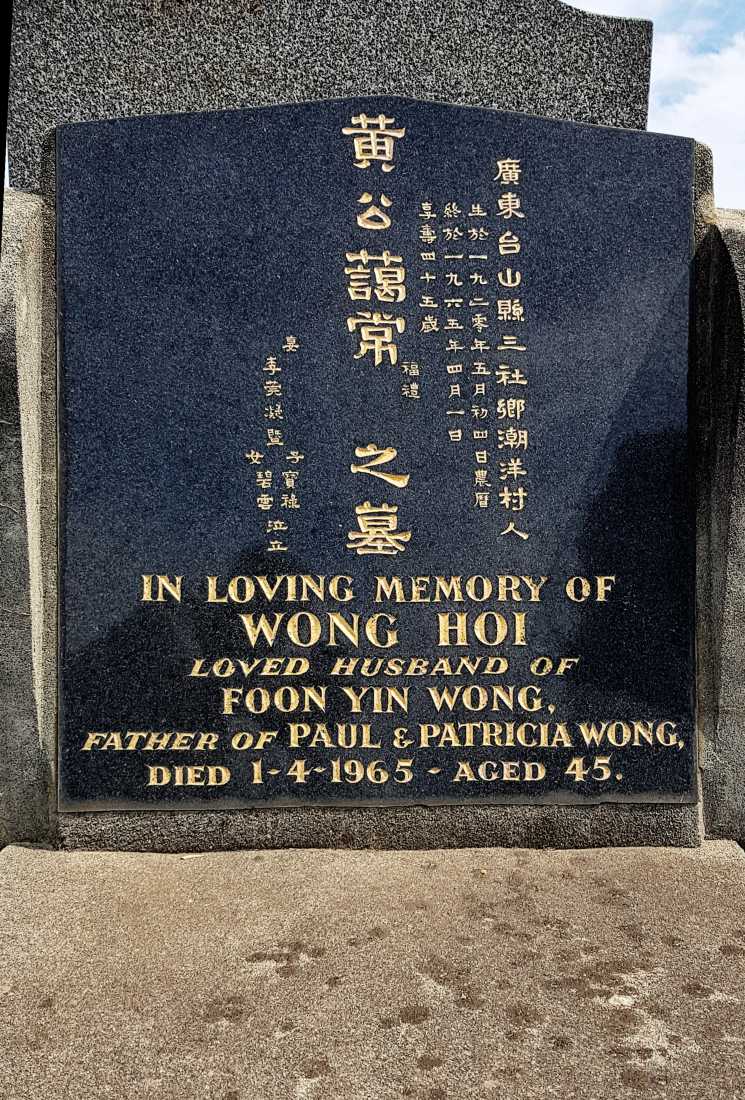 廣東台山縣三社鄉潮洋村人
生於一九二零年五月初四日農曆
終於一九六五年四月一日
享壽四十五歲
福禮
黃公藹常之墓
子寶祿
李莞凝暨 泣立
女碧雲
IN LOVING MEMORY OF
WONG HOI
LOVED HUSBAND OF
FOON YIN WONG,
FATHER OF PAUL & PATRICIA WONG,
DIED 1-4-1965 - AGED 45.